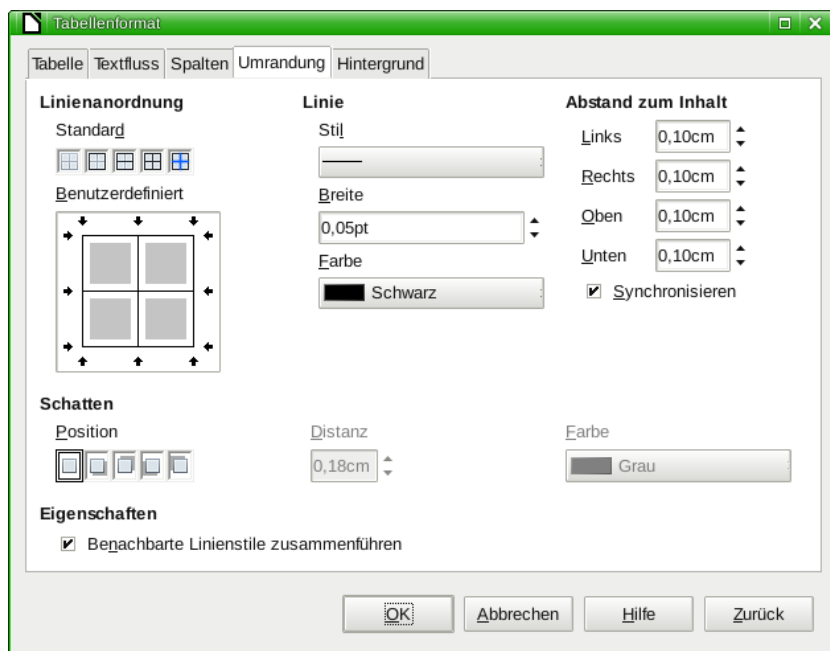 Tabellenformat
Tabelle Textfluss Spalten Umrandung Hintergrund
Linienanordnung
Standard
Benutzerdefiniert
Linie
Stil
Breite
0,05pt
Farbe
Schwarz
Abstand zum Inhalt
Links 0,10cm
Rechts 0,10cm
Oben 0,10cm
Unten 0,10cm
Synchronisieren
Schatten
Position
Distanz
0,18cm
Farbe
Grau
Eigenschaften
Benachbarte Linienstile zusammenführen
OK Abbrechen Hilfe Zurück